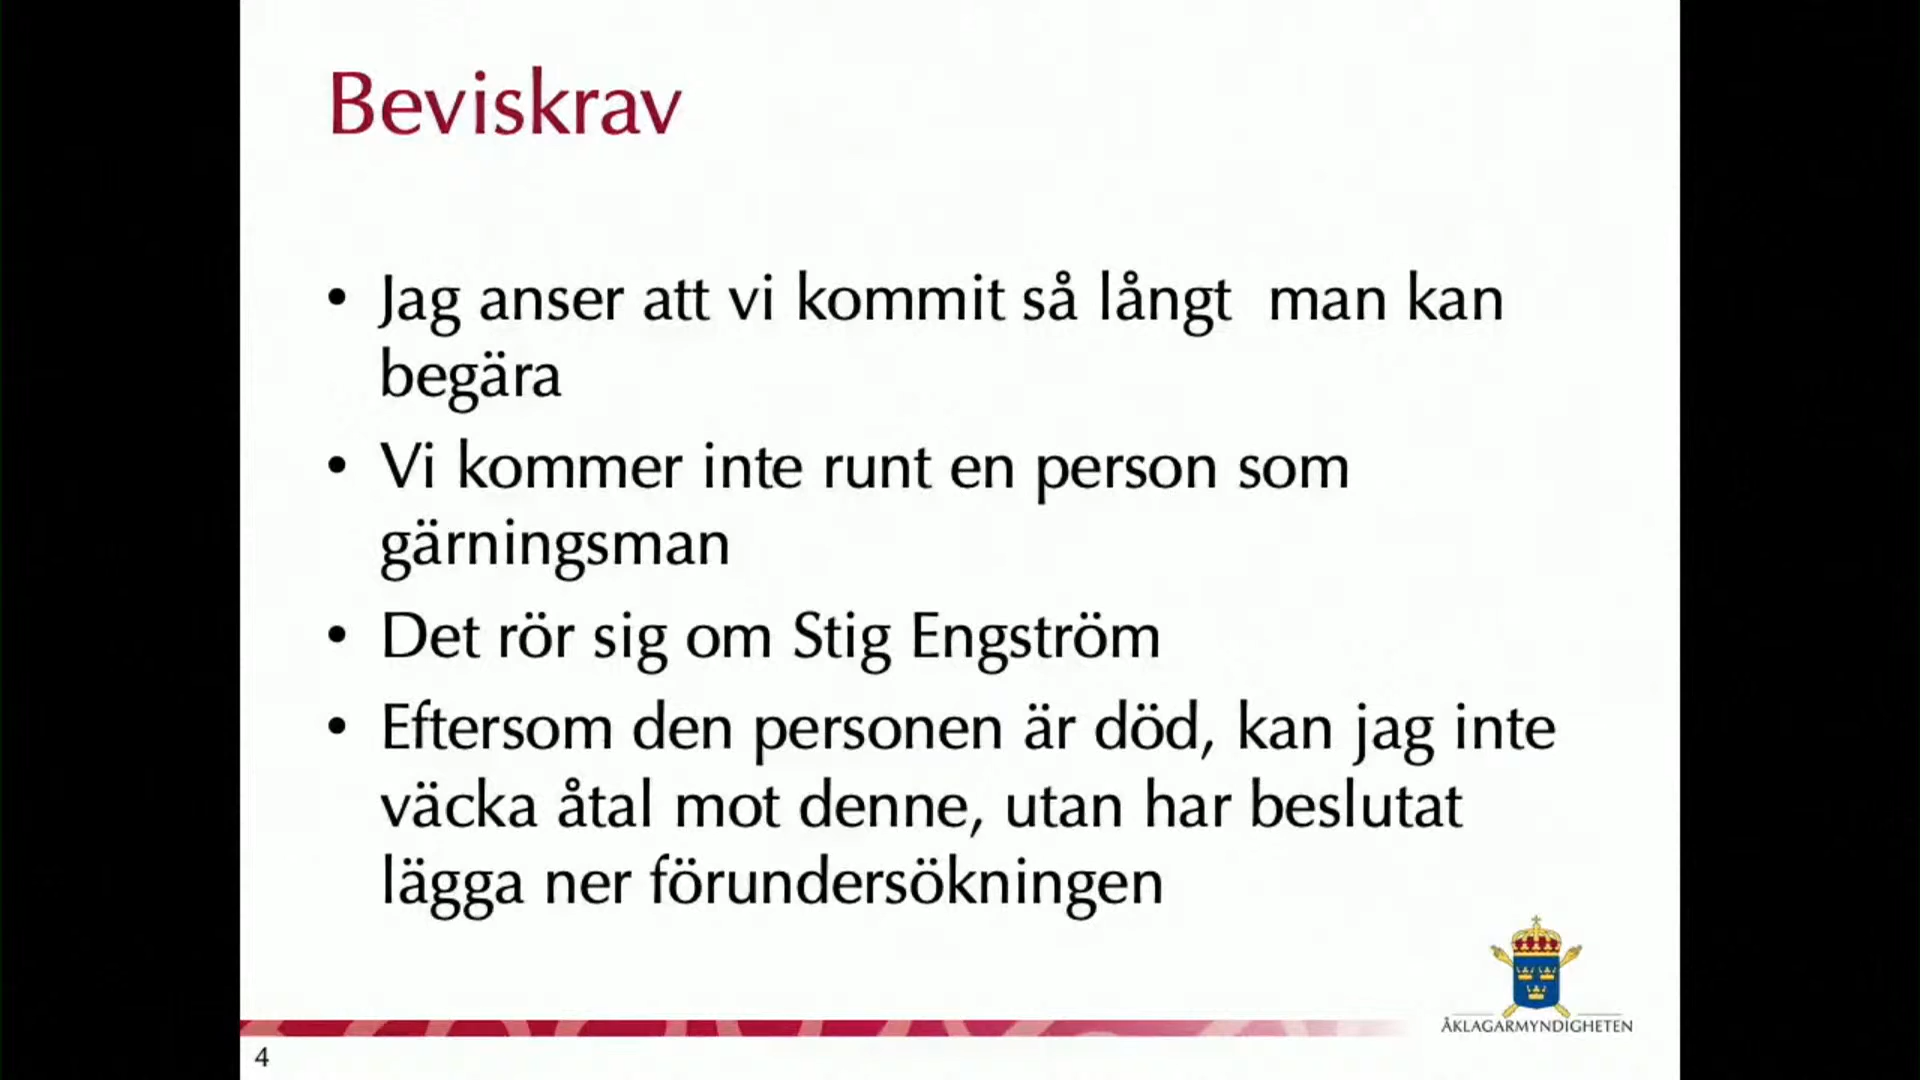 Beviskrav
• Jag anser att vi kommit så långt  man kan
begära
• Vi kommer inte runt en person som
gärningsman
• Det rör sig om Stig Engström
• Eftersom den personen är död, kan jag inte
väcka åtal mot denne, utan har beslutat
lägga ner förundersökningen
ÅKLAGARMYNDIGHETEN
4